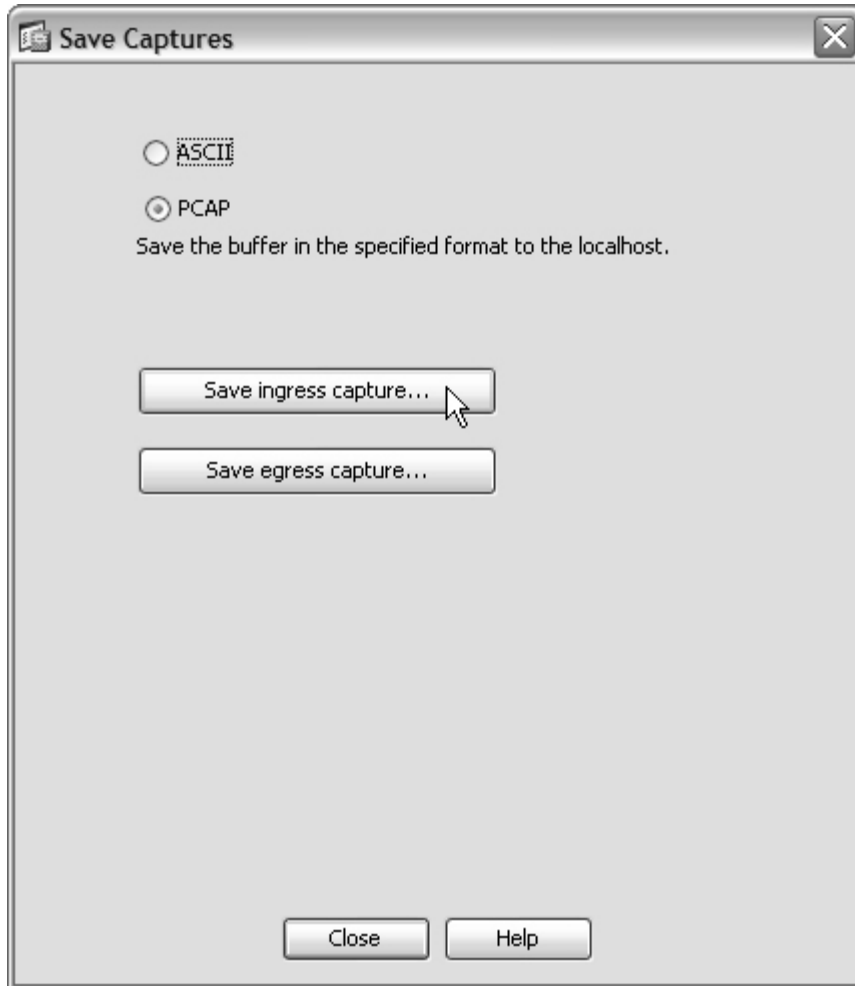 Save Captures
ASCII
PCAP
Save the buffer in the specified format to the localhost.
Save ingress capture...
Save egress capture...
Close Help